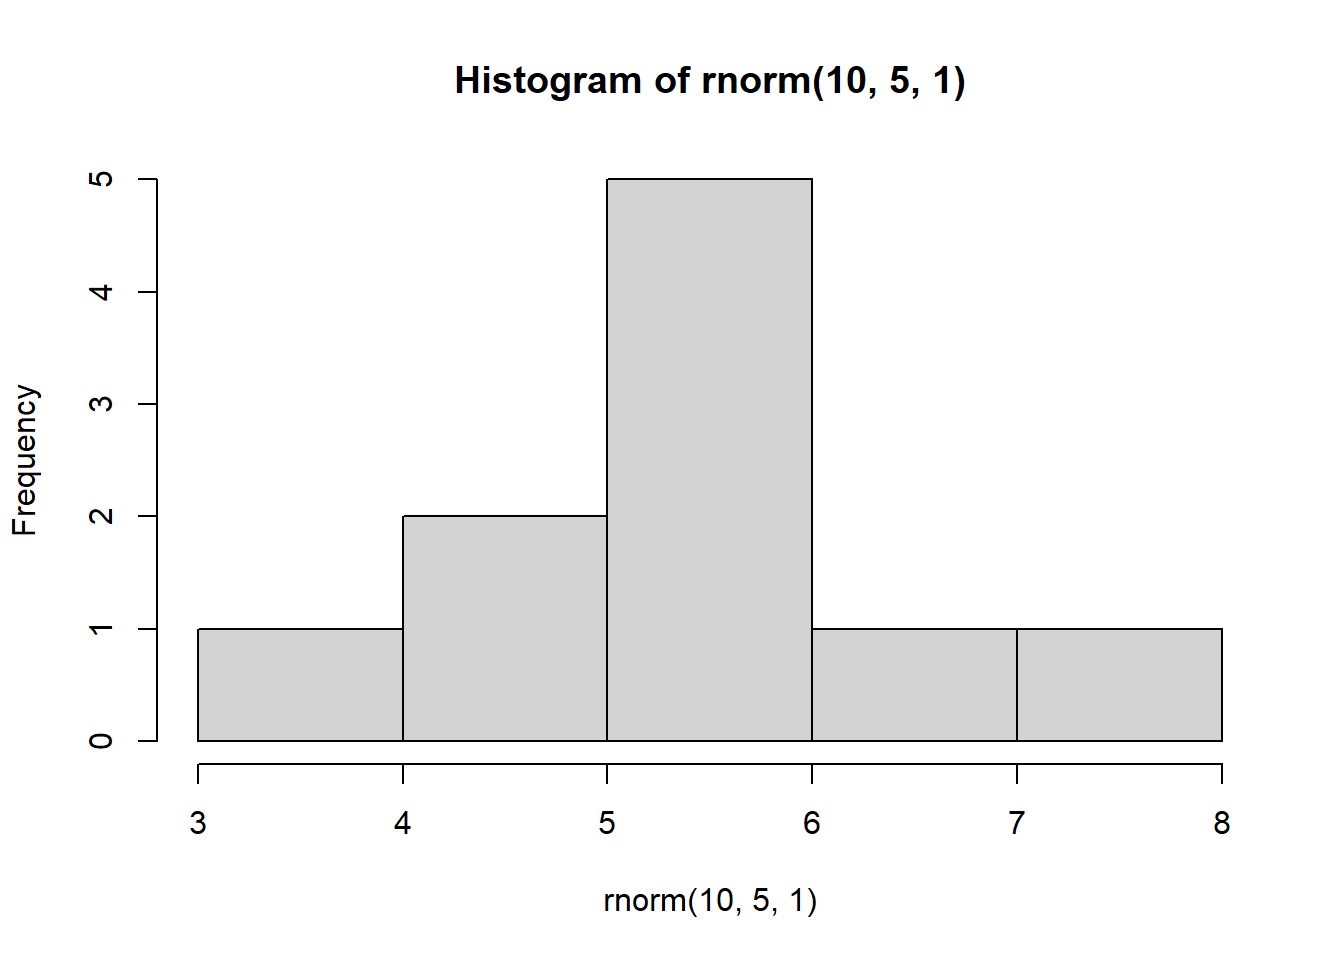 Histogram of rnorm(10, 5, 1)
5
4
3
2
1
0
Frequency
3 4 5 6 7 8
rnorm(10, 5, 1)